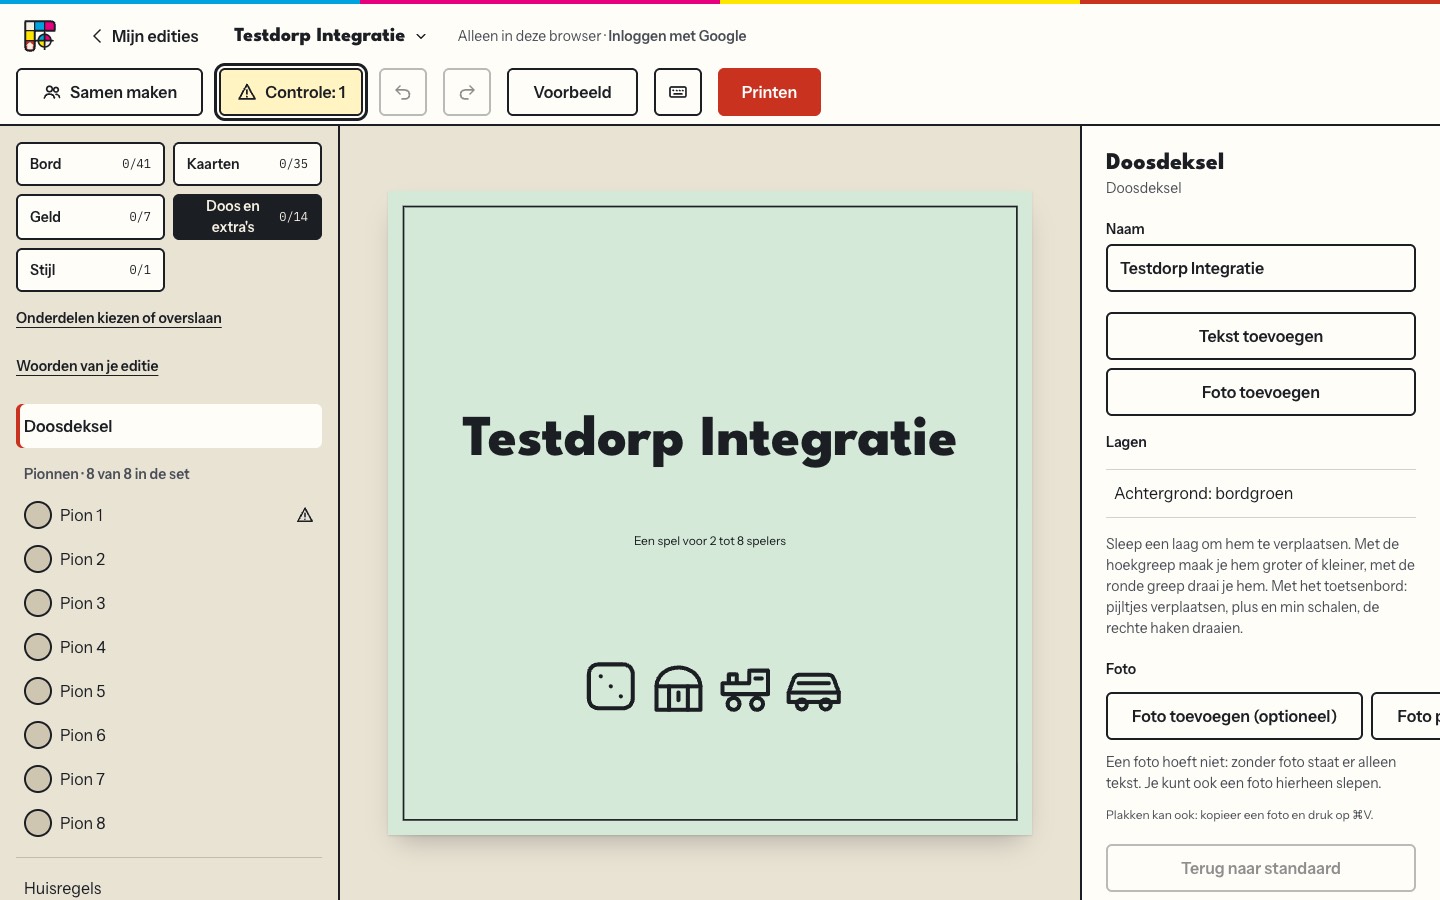 Mijn edities
Testdorp Integratie
Alleen in deze browser · Inloggen met Google
Samen maken
Controle: 1
Voorbeeld
Printen
Bord 0/41
Kaarten 0/35
Geld 0/7
Doos en extra's 0/14
Stijl 0/1
Onderdelen kiezen of overslaan
Woorden van je editie
Doosdeksel
Pionnen · 8 van 8 in de set
Pion 1
Pion 2
Pion 3
Pion 4
Pion 5
Pion 6
Pion 7
Pion 8
Huisregels
Testdorp Integratie
Een spel voor 2 tot 8 spelers
Doosdeksel
Doosdeksel
Naam
Testdorp Integratie
Tekst toevoegen
Foto toevoegen
Lagen
Achtergrond: bordgroen
Sleep een laag om hem te verplaatsen. Met de
hoekgreep maak je hem groter of kleiner, met de
ronde greep draai je hem. Met het toetsenbord:
pijltjes verplaatsen, plus en min schalen, de
rechte haken draaien.
Foto
Foto toevoegen (optioneel)
Foto
Een foto hoeft niet: zonder foto staat er alleen
tekst. Je kunt ook een foto hierheen slepen.
Plakken kan ook: kopieer een foto en druk op ⌘V.
Terug naar standaard